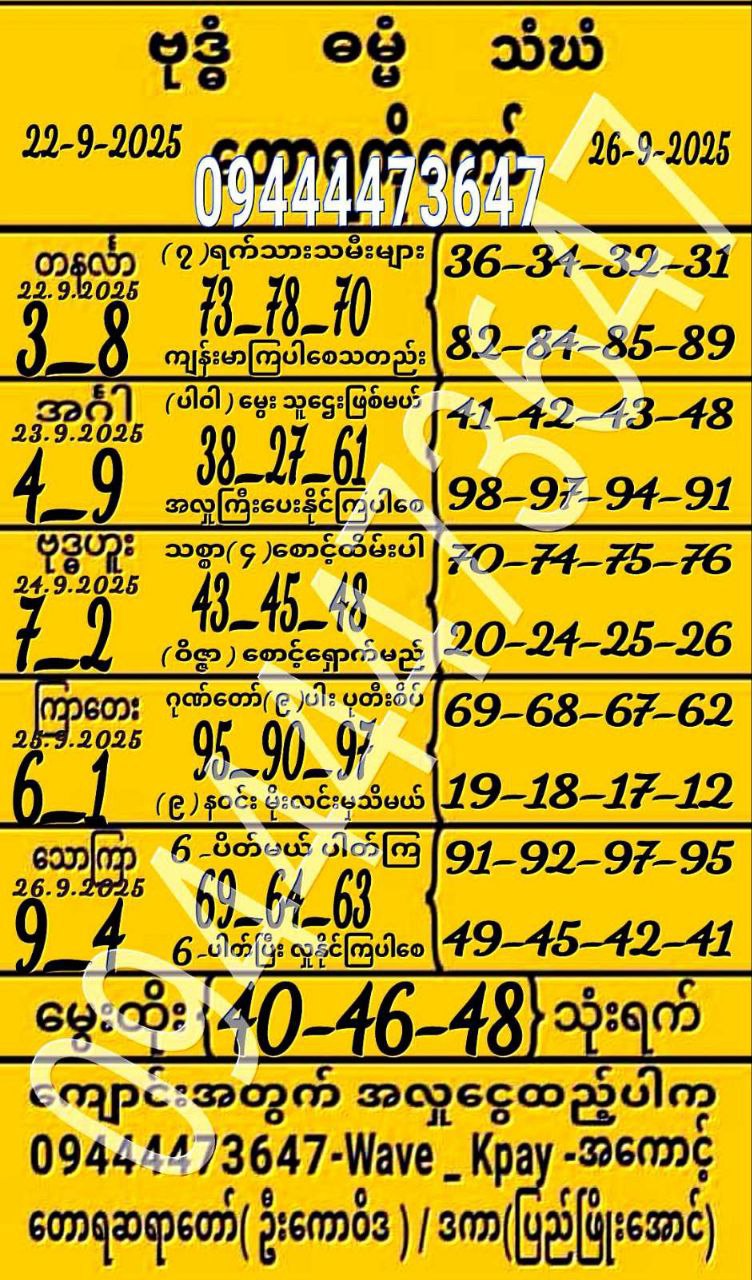 ဗုဒ္ဓံ ဓမ္မံ သံဃံ
22-9-2025 တောရကိုတော် 26-9-2025
09444473647
တနင်္လာ
22.9.2025
3_8
(၇)ရက်သားသမီးများ
73_78_70
ကျန်းမာကြပါစေသတည်း
36-34-32-31
82-84-85-89
အင်္ဂါ
23.9.2025
4_9
(ပါဝါ) မွေး သူဌေးဖြစ်မယ်
38_27_61
အလှူကြီးပေးနိုင်ကြပါစေ
41-42-43-48
98-97-94-91
ဗုဒ္ဓဟူး
24.9.2025
7_2
သစ္စာ(၄)စောင့်ထိမ်းပါ
43_45_48
(ဝိဇ္ဇာ) စောင့်ရှောက်မည်
70-74-75-76
20-24-25-26
ကြာတေး
25.9.2025
6_1
ဂုဏ်တော်(၉)ပါး ပုတီးစိပ်
95_90_97
(၉)နဝင်း မိုးလင်းမှသိမယ်
69-68-67-62
19-18-17-12
သောကြာ
26.9.2025
9_4
6-ပိတ်မယ် ပါတ်ကြ
69_64_63
6-ပါတ်ပြီး လှူနိုင်ကြပါစေ
91-92-97-95
49-45-42-41
မွေးထိုး {40-46-48} သုံးရက်
ကျောင်းအတွက် အလှူငွေထည့်ပါက
09444473647-Wave _ Kpay -အကောင့်
တောရဆရာတော်(ဦးကောဝိဒ) / ဒကာ(ပြည်ဖြိုးအောင်)
09444473647